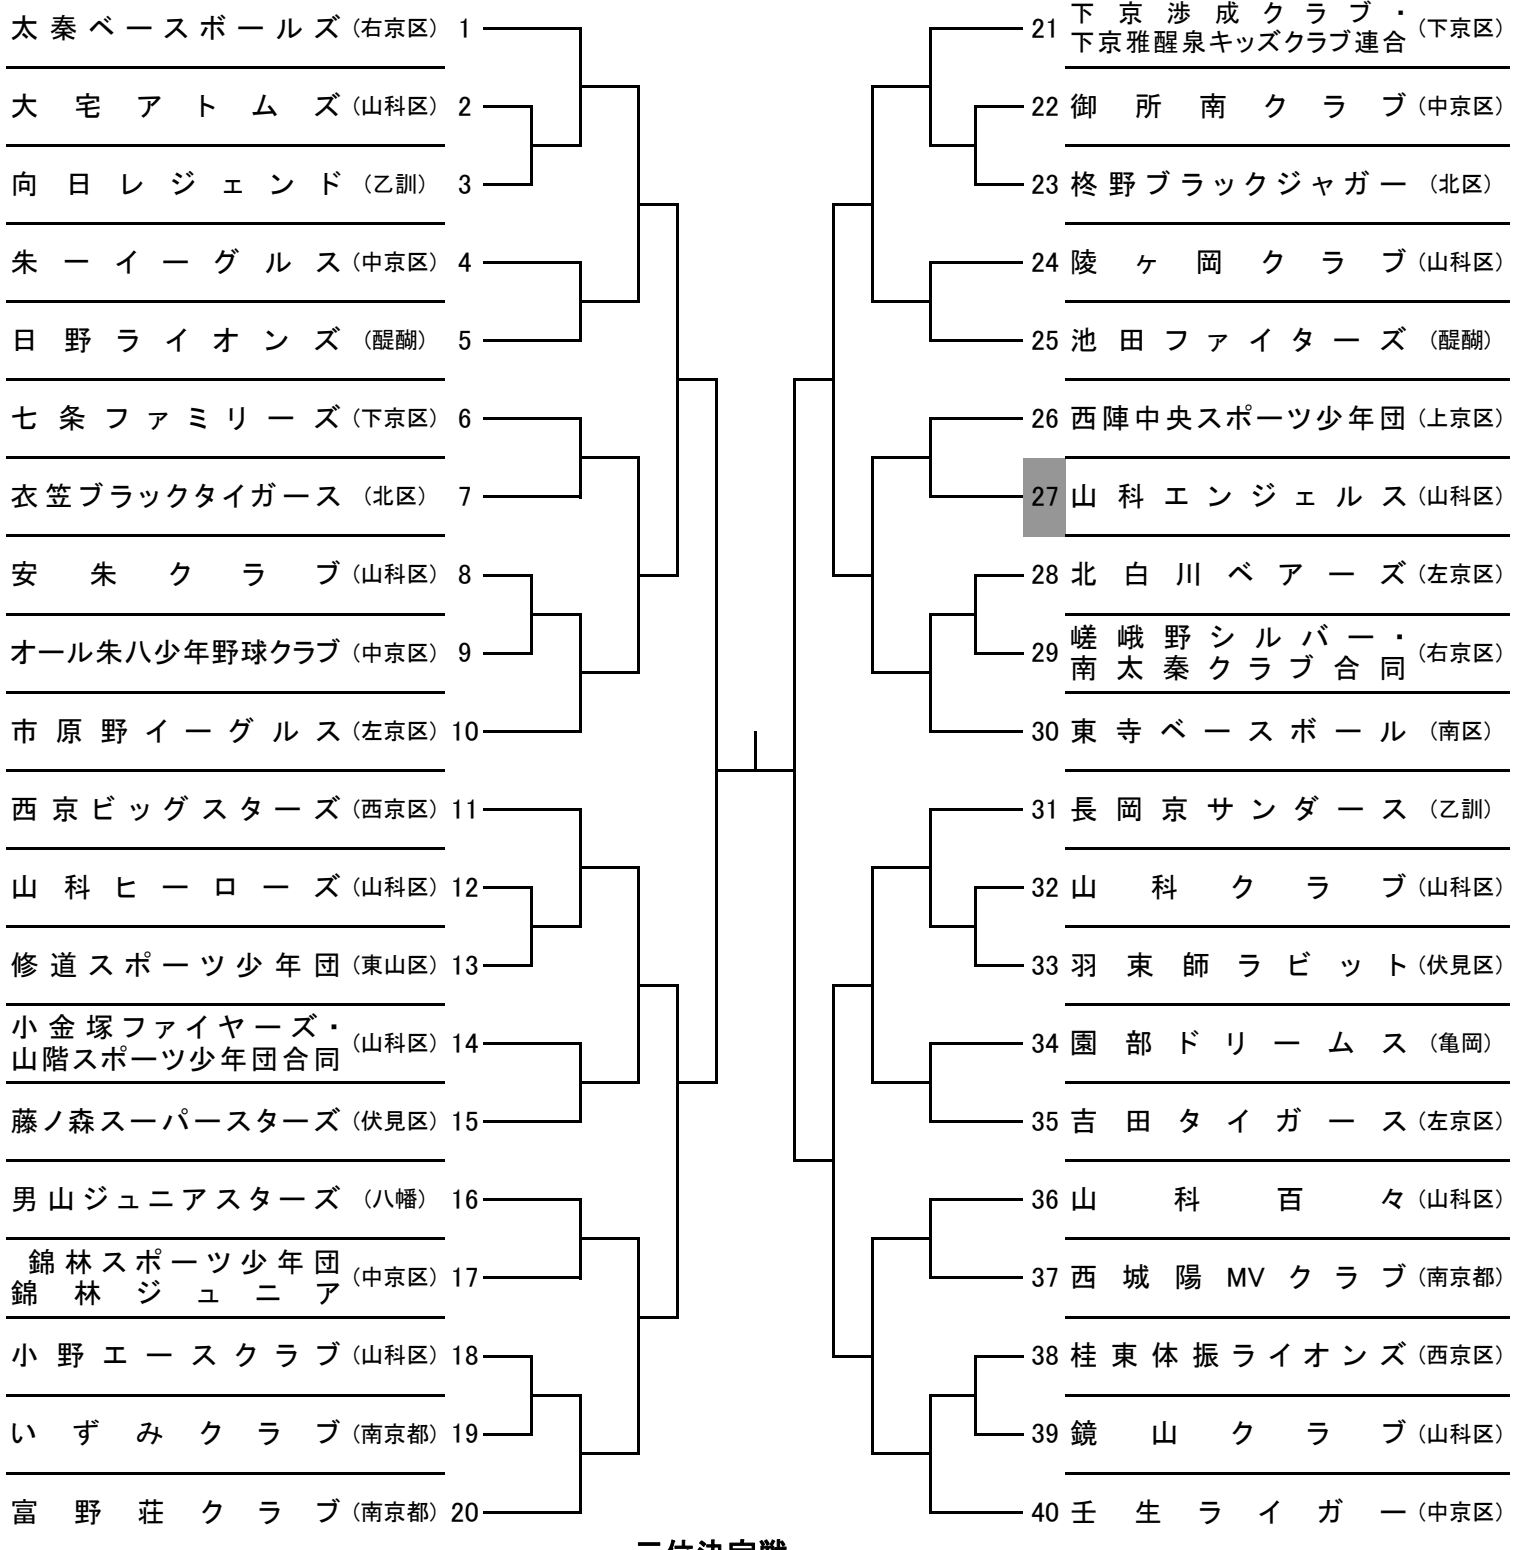 太秦ベースボールズ (右京区) 1
大宅アトムズ (山科区) 2
向日レジェンド (乙訓) 3
朱一イーグルス (中京区) 4
日野ライオンズ (醍醐) 5
七条ファミリーズ (下京区) 6
衣笠ブラックタイガース (北区) 7
安朱クラブ (山科区) 8
オール朱八少年野球クラブ (中京区) 9
市原野イーグルス (左京区) 10
西京ビッグスターズ (西京区) 11
山科ヒーローズ (山科区) 12
修道スポーツ少年団 (東山区) 13
小金塚ファイヤーズ・
山階スポーツ少年団合同 (山科区) 14
藤ノ森スーパースターズ (伏見区) 15
男山ジュニアスターズ (八幡) 16
錦林スポーツ少年団
錦林ジュニア (中京区) 17
小野エースクラブ (山科区) 18
いずみクラブ (南京都) 19
富野荘クラブ (南京都) 20
21 下京渉成クラブ・
下京雅醒泉キッズクラブ連合 (下京区)
22 御所南クラブ (中京区)
23 柊野ブラックジャガー (北区)
24 陵ヶ岡クラブ (山科区)
25 池田ファイターズ (醍醐)
26 西陣中央スポーツ少年団 (上京区)
27 山科エンジェルス (山科区)
28 北白川ベアーズ (左京区)
29 嵯峨野シルバー・
南太秦クラブ合同 (右京区)
30 東寺ベースボール (南区)
31 長岡京サンダース (乙訓)
32 山科クラブ (山科区)
33 羽束師ラビット (伏見区)
34 園部ドリームス (亀岡)
35 吉田タイガース (左京区)
36 山科百々 (山科区)
37 西城陽MVクラブ (南京都)
38 桂東体振ライオンズ (西京区)
39 鏡山クラブ (山科区)
40 壬生ライガー (中京区)